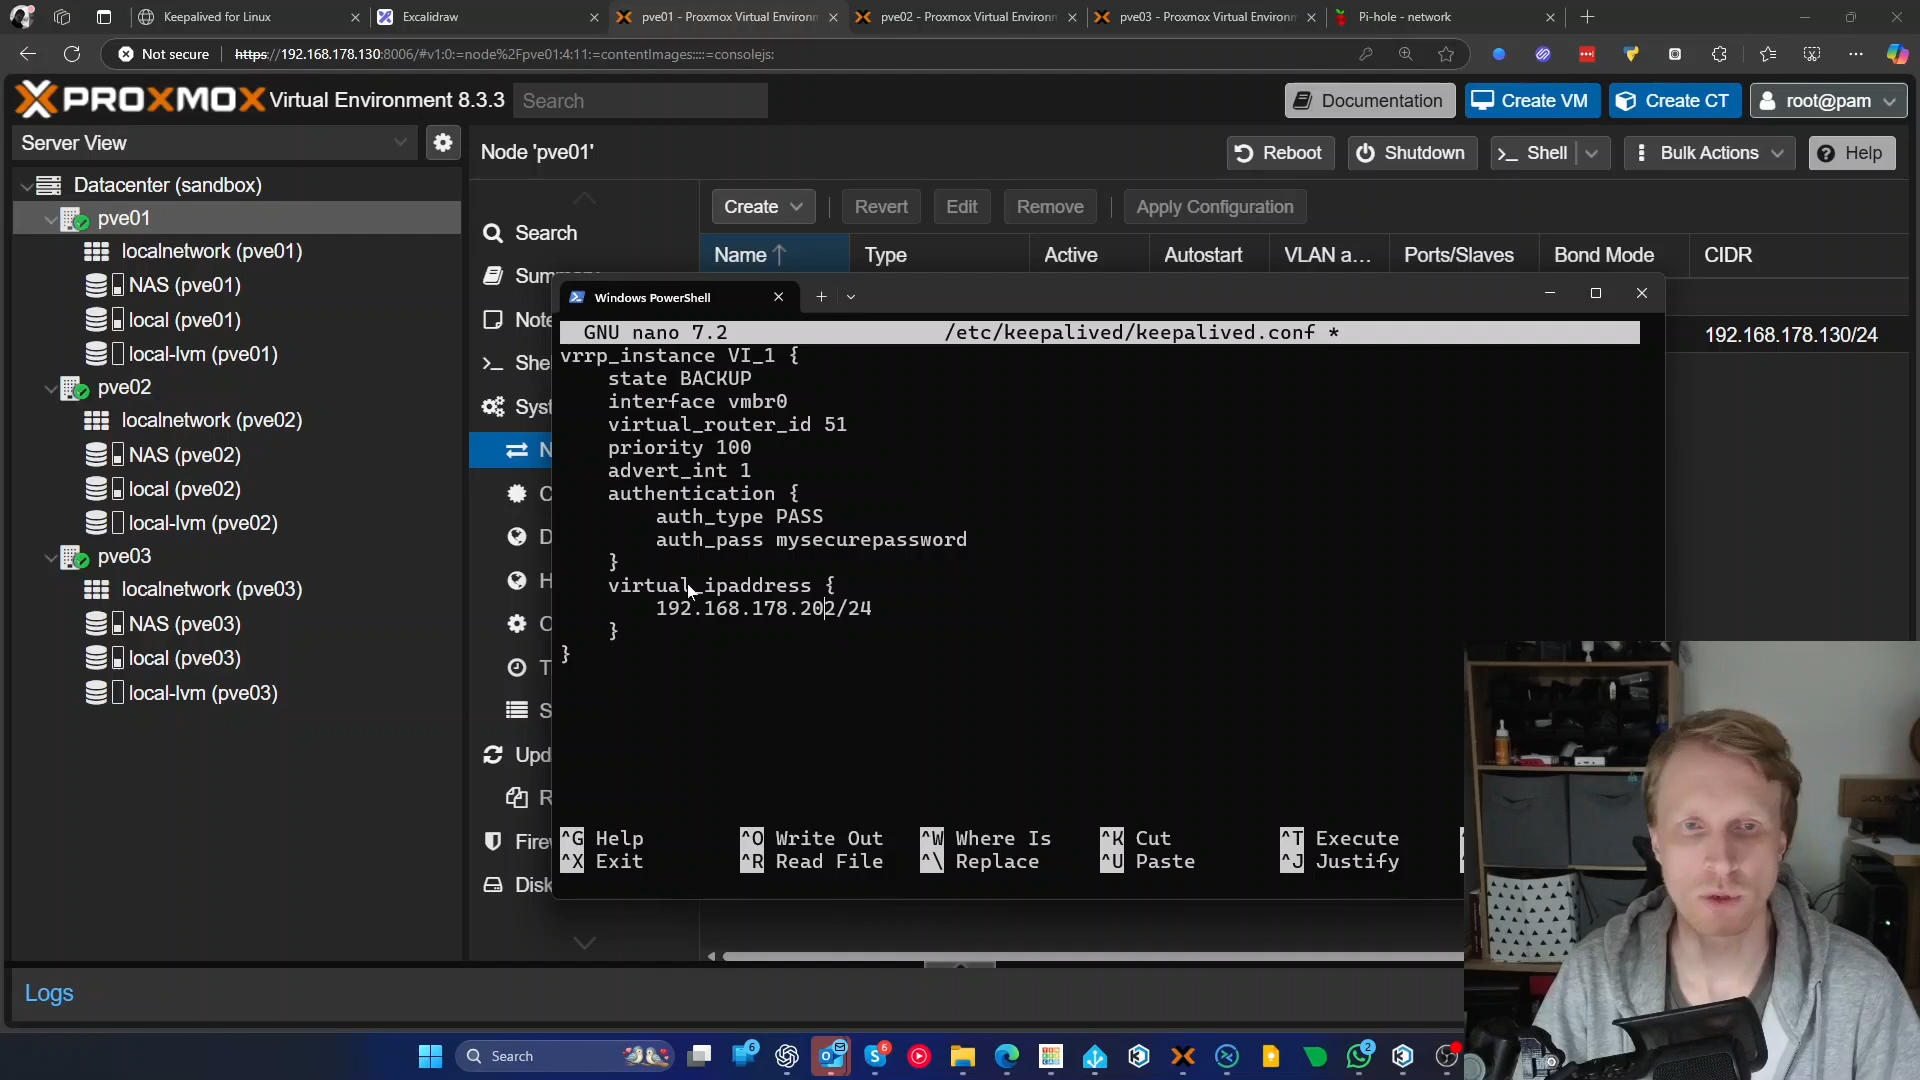 Keepalived for Linux
Excalidraw
pve01 - Proxmox Virtual Environm
pve02 - Proxmox Virtual Environm
pve03 - Proxmox Virtual Environm
Pi-hole - network
Not secure
https://192.168.178.130:8006/#v1:0:=node%2Fpve01:4:11:=contentImages::::=consolejs:
PROXMOX Virtual Environment 8.3.3
Search
Documentation
Create VM
Create CT
root@pam
Server View
Node 'pve01'
Reboot
Shutdown
Shell
Bulk Actions
Help
Datacenter (sandbox)
pve01
localnetwork (pve01)
NAS (pve01)
local (pve01)
local-lvm (pve01)
pve02
localnetwork (pve02)
NAS (pve02)
local (pve02)
local-lvm (pve02)
pve03
localnetwork (pve03)
NAS (pve03)
local (pve03)
local-lvm (pve03)
Search
Create
Revert
Edit
Remove
Apply Configuration
Name
Type
Active
Autostart
VLAN a...
Ports/Slaves
Bond Mode
CIDR
192.168.178.130/24
Windows PowerShell
GNU nano 7.2 /etc/keepalived/keepalived.conf *
vrrp_instance VI_1 {
state BACKUP
interface vmbr0
virtual_router_id 51
priority 100
advert_int 1
authentication {
auth_type PASS
auth_pass mysecurepassword
}
virtual_ipaddress {
192.168.178.202/24
}
}
^G Help
^O Write Out
^W Where Is
^K Cut
^T Execute
^X Exit
^R Read File
^\ Replace
^U Paste
^J Justify
Logs
Search
6
6
2